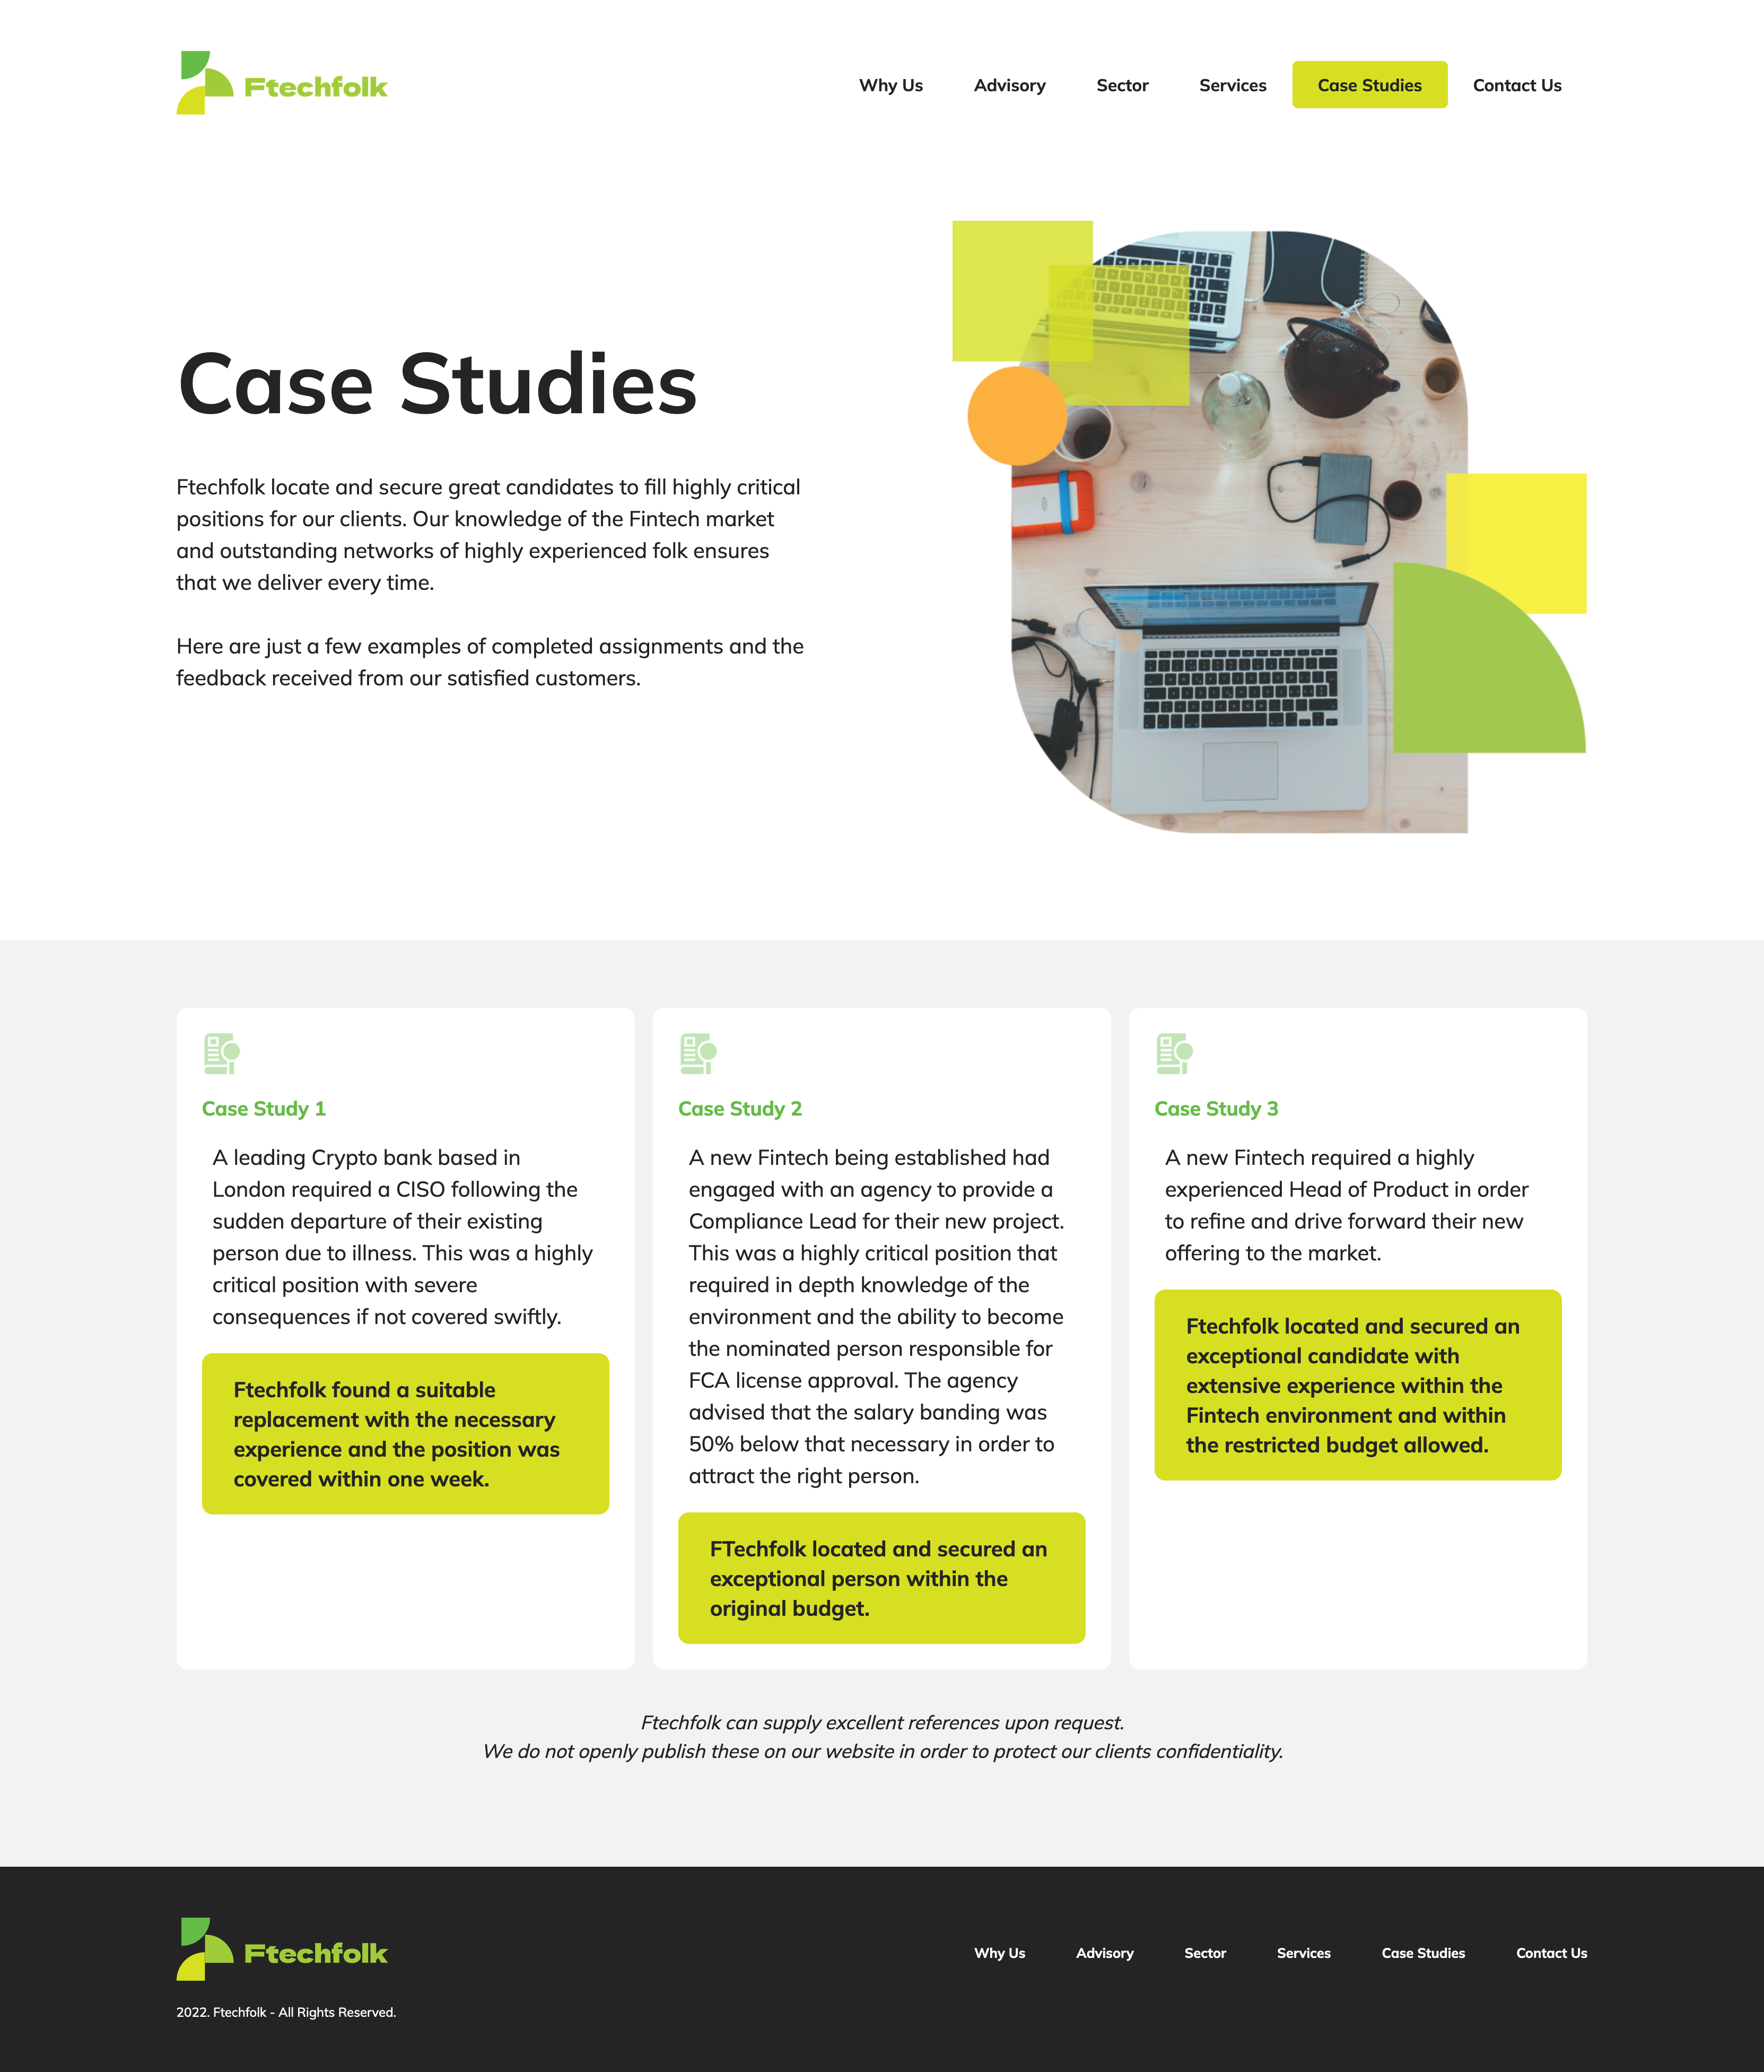 Ftechfolk
Why Us
Advisory
Sector
Services
Case Studies
Contact Us
Case Studies
Ftechfolk locate and secure great candidates to fill highly critical
positions for our clients. Our knowledge of the Fintech market
and outstanding networks of highly experienced folk ensures
that we deliver every time.
Here are just a few examples of completed assignments and the
feedback received from our satisfied customers.
Case Study 1
A leading Crypto bank based in
London required a CISO following the
sudden departure of their existing
person due to illness. This was a highly
critical position with severe
consequences if not covered swiftly.
Ftechfolk found a suitable
replacement with the necessary
experience and the position was
covered within one week.
Case Study 2
A new Fintech being established had
engaged with an agency to provide a
Compliance Lead for their new project.
This was a highly critical position that
required in depth knowledge of the
environment and the ability to become
the nominated person responsible for
FCA license approval. The agency
advised that the salary banding was
50% below that necessary in order to
attract the right person.
FTechfolk located and secured an
exceptional person within the
original budget.
Case Study 3
A new Fintech required a highly
experienced Head of Product in order
to refine and drive forward their new
offering to the market.
Ftechfolk located and secured an
exceptional candidate with
extensive experience within the
Fintech environment and within
the restricted budget allowed.
Ftechfolk can supply excellent references upon request.
We do not openly publish these on our website in order to protect our clients confidentiality.
Ftechfolk
Why Us
Advisory
Sector
Services
Case Studies
Contact Us
2022. Ftechfolk - All Rights Reserved.